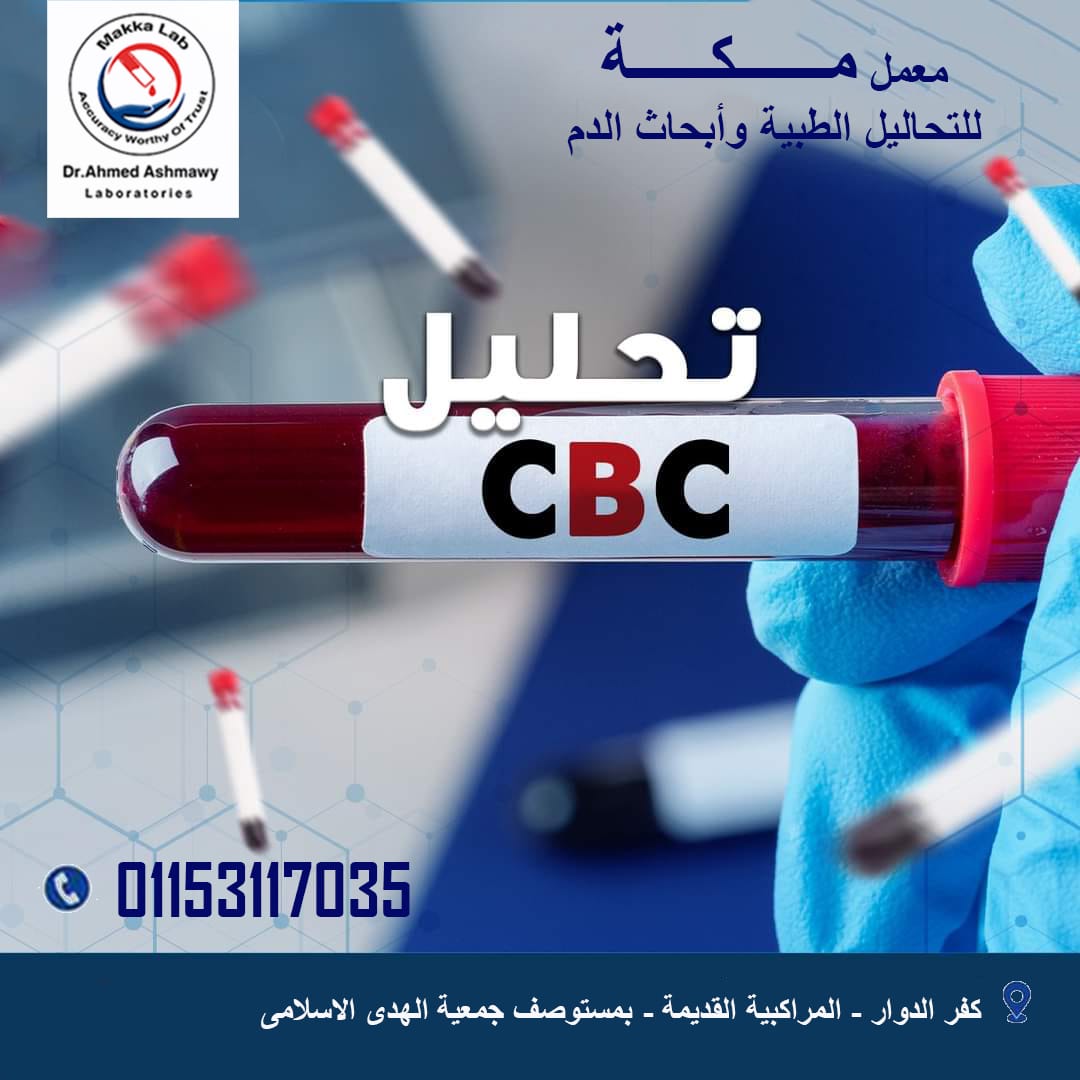 Makka Lab
Accuracy Worthy Of Trust
Dr.Ahmed Ashmawy
Laboratories
معمل مـــــكـــــة
للتحاليل الطبية وأبحاث الدم
تحليل
CBC
01153117035
كفر الدوار - المراكبية القديمة - بمستوصف جمعية الهدى الاسلامى